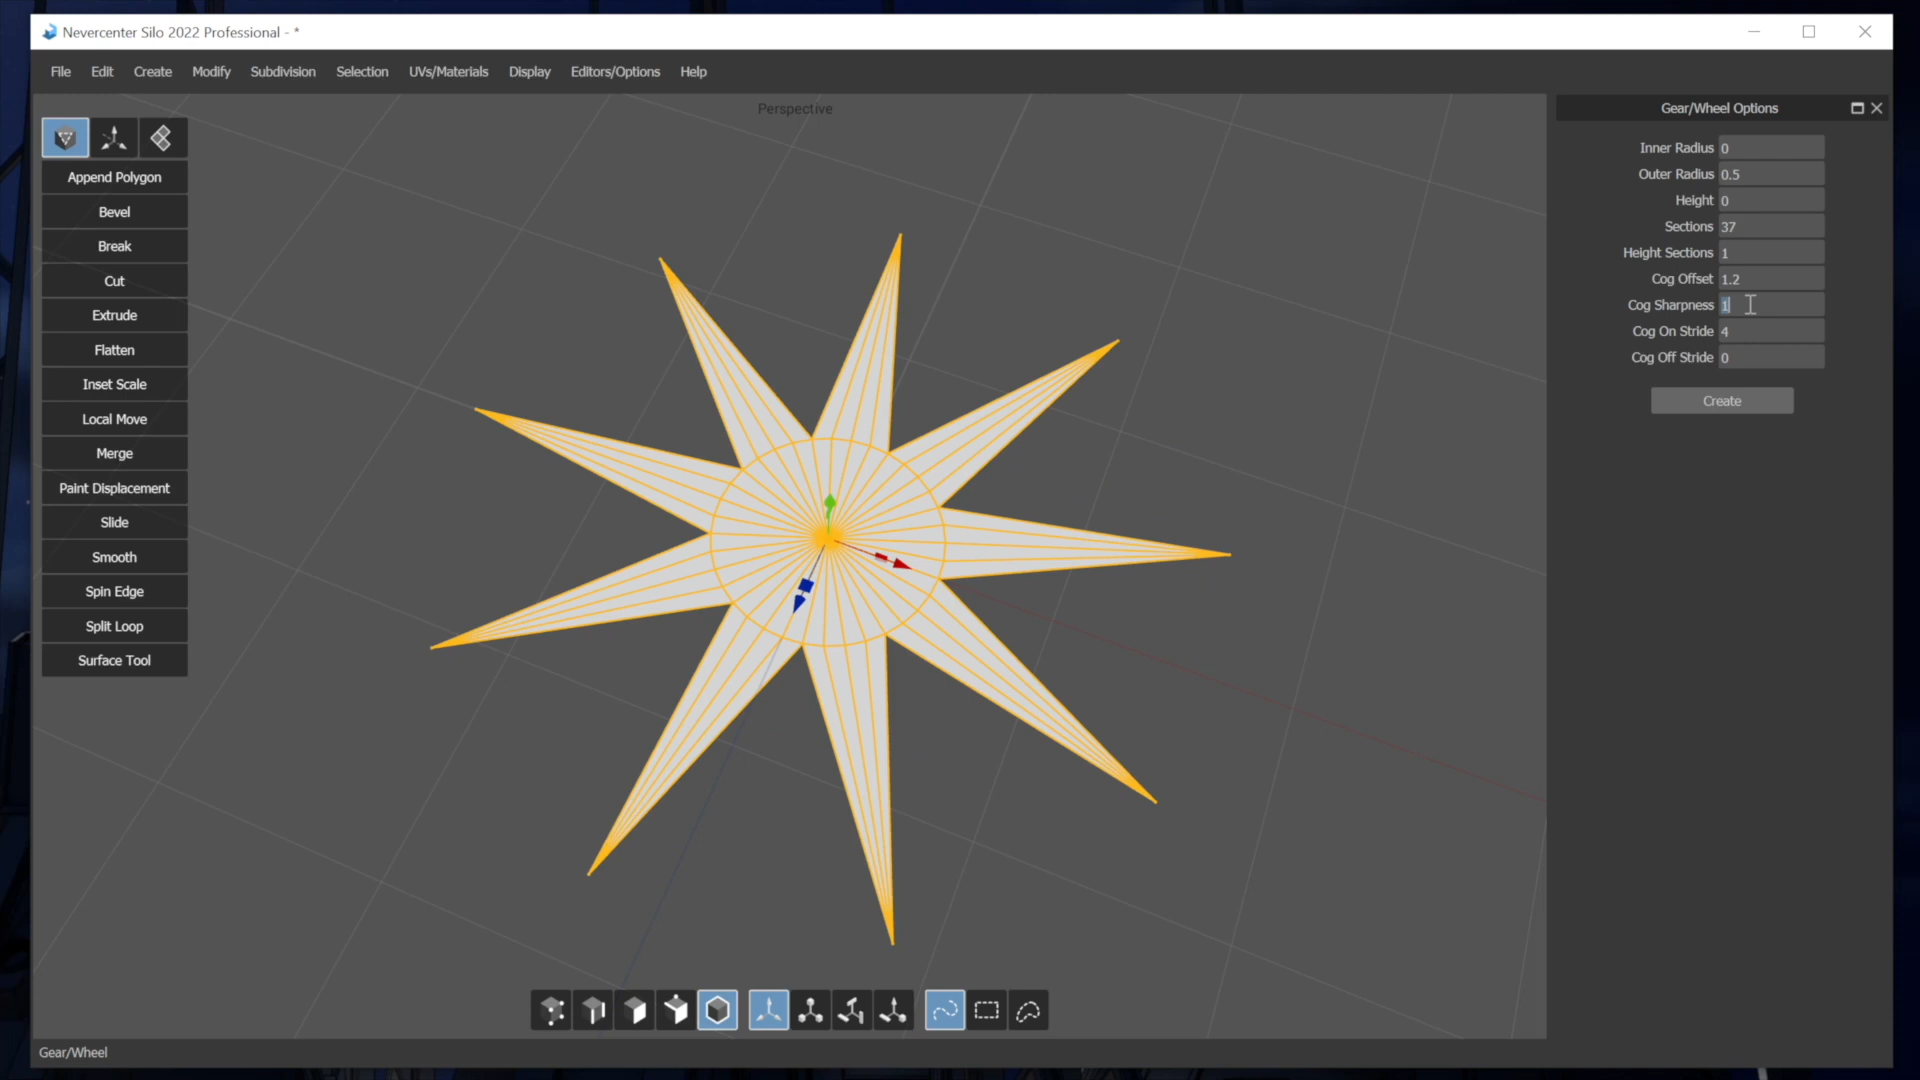 Nevercenter Silo 2022 Professional - *
File Edit Create Modify Subdivision Selection UVs/Materials Display Editors/Options Help
Perspective
Append Polygon
Bevel
Break
Cut
Extrude
Flatten
Inset Scale
Local Move
Merge
Paint Displacement
Slide
Smooth
Spin Edge
Split Loop
Surface Tool
Gear/Wheel Options
Inner Radius 0
Outer Radius 0.5
Height 0
Sections 37
Height Sections 1
Cog Offset 1.2
Cog Sharpness 1
Cog On Stride 4
Cog Off Stride 0
Create
Gear/Wheel